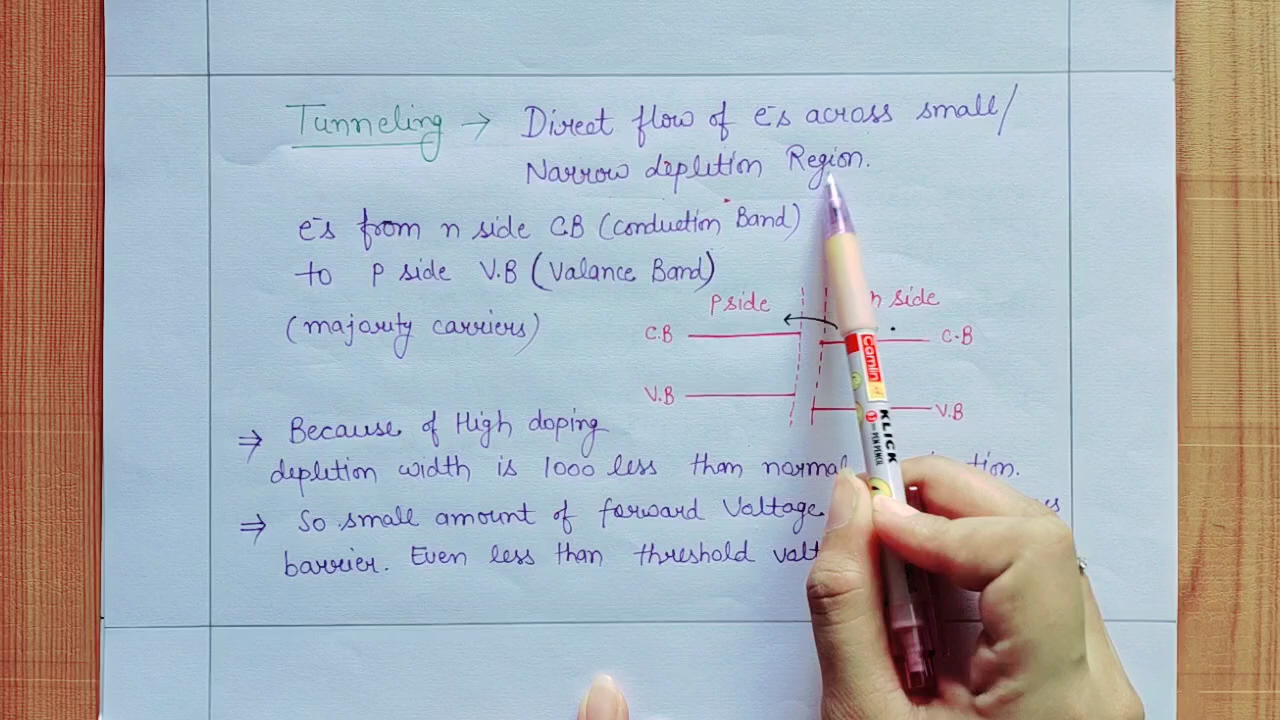 Tunneling → Direct flow of e⁻s across small/
Narrow depletion Region.
e⁻s from n side C.B (Conduction Band)
to P side V.B (Valance Band)
(majority carriers)
P side n side
C.B C.B
V.B V.B
⇒ Because of High doping
depletion width is 1000 less than normal
⇒ So small amount of forward Voltage
barrier. Even less than threshold
Camlin
KLICK
PEN PENCIL